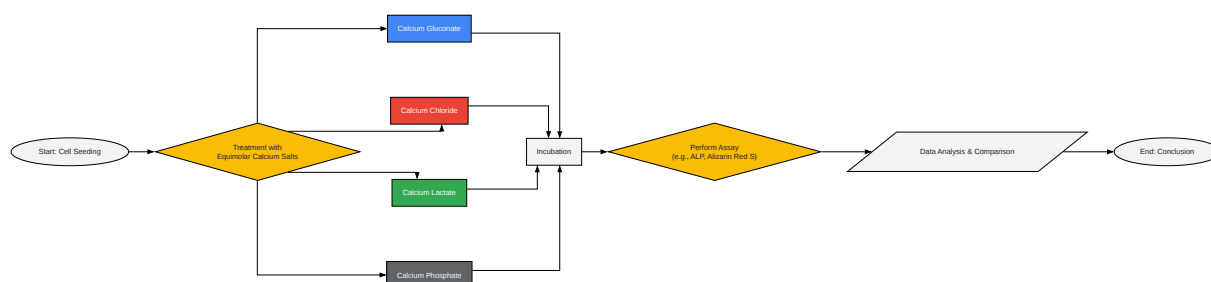 Start: Cell Seeding
Treatment with
Equimolar Calcium Salts
Calcium Gluconate
Calcium Chloride
Calcium Lactate
Calcium Phosphate
Incubation
Perform Assay
(e.g., ALP, Alizarin Red S)
Data Analysis & Comparison
End: Conclusion